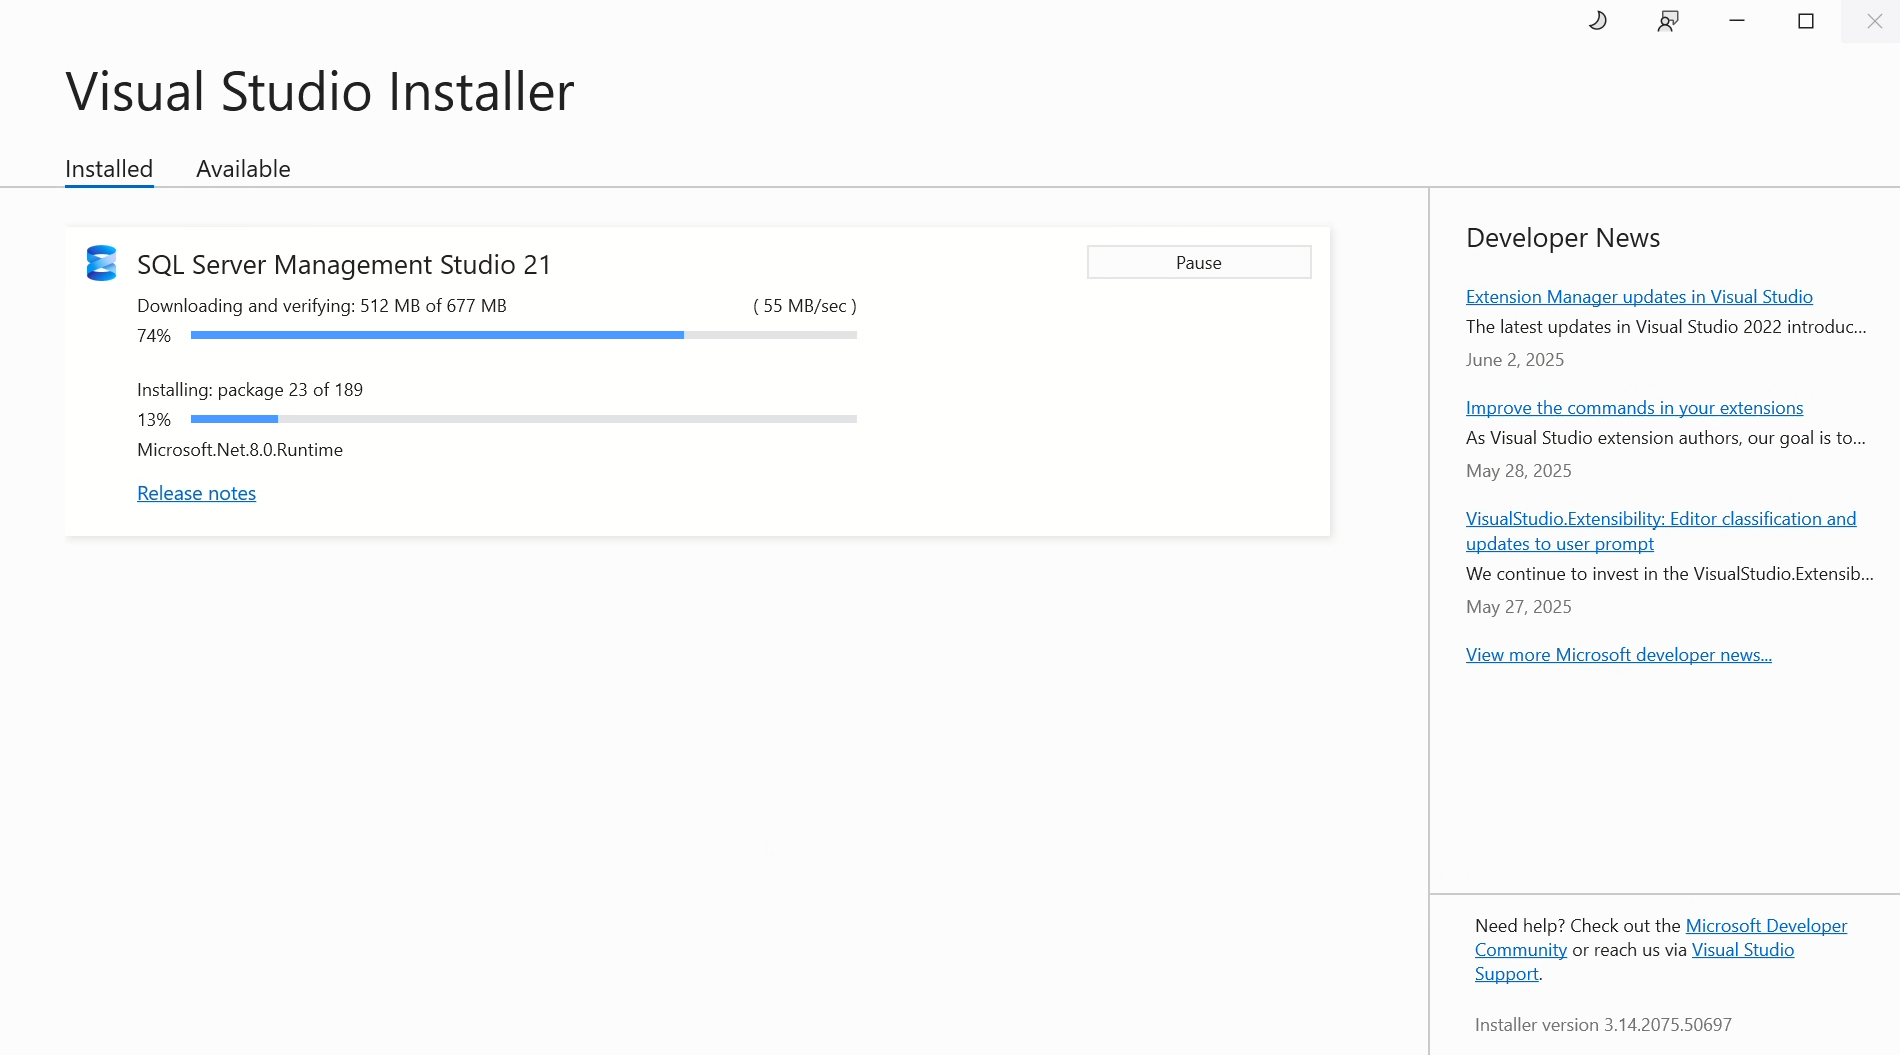 Visual Studio Installer
Installed
Available
SQL Server Management Studio 21
Pause
Downloading and verifying: 512 MB of 677 MB
( 55 MB/sec )
74%
Installing: package 23 of 189
13%
Microsoft.Net.8.0.Runtime
Release notes
Developer News
Extension Manager updates in Visual Studio
The latest updates in Visual Studio 2022 introduc...
June 2, 2025
Improve the commands in your extensions
As Visual Studio extension authors, our goal is to...
May 28, 2025
VisualStudio.Extensibility: Editor classification and
updates to user prompt
We continue to invest in the VisualStudio.Extensib...
May 27, 2025
View more Microsoft developer news...
Need help? Check out the Microsoft Developer
Community or reach us via Visual Studio
Support.
Installer version 3.14.2075.50697